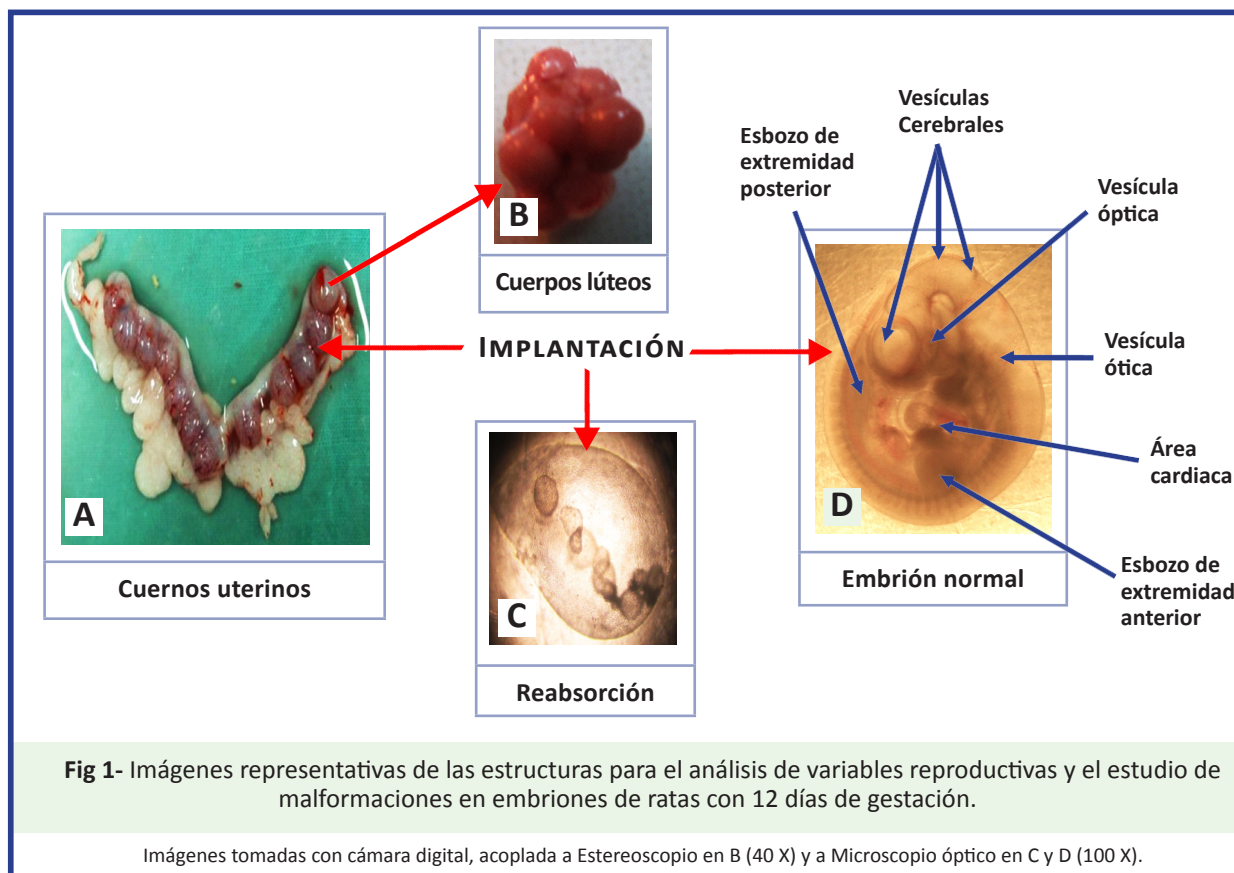 B
Cuerpos lúteos
Vesículas
Cerebrales
Esbozo de
extremidad
posterior
Vesícula
óptica
A
Cuernos uterinos
IMPLANTACIÓN
Vesícula
ótica
C
Reabsorción
D
Embrión normal
Área
cardiaca
Esbozo de
extremidad
anterior
Fig 1- Imágenes representativas de las estructuras para el análisis de variables reproductivas y el estudio de
malformaciones en embriones de ratas con 12 días de gestación.
Imágenes tomadas con cámara digital, acoplada a Estereoscopio en B (40 X) y a Microscopio óptico en C y D (100 X).